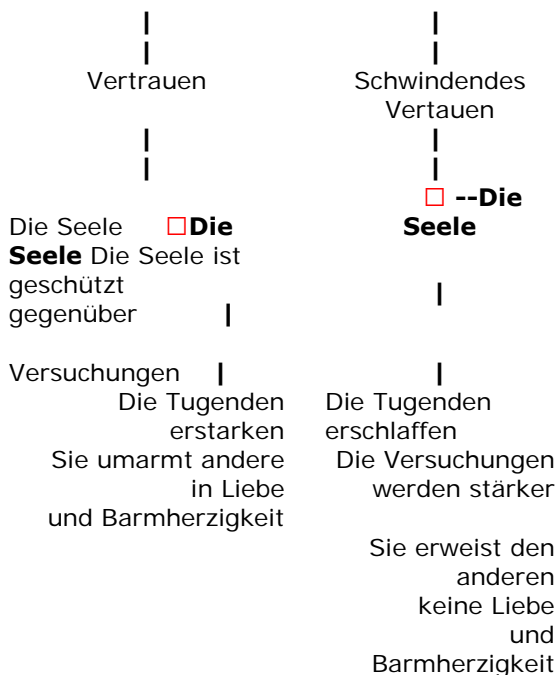 | |
| |
Vertrauen Schwindendes
Vertauen
| |
| |
□ --Die
Die Seele □Die Seele
Seele Die Seele ist
geschützt
|
gegenüber |
Versuchungen | |
Die Tugenden Die Tugenden
erstarken erschlaffen
Sie umarmt andere Die Versuchungen
in Liebe werden stärker
und Barmherzigkeit
Sie erweist den
anderen
keine Liebe
und
Barmherzigkeit